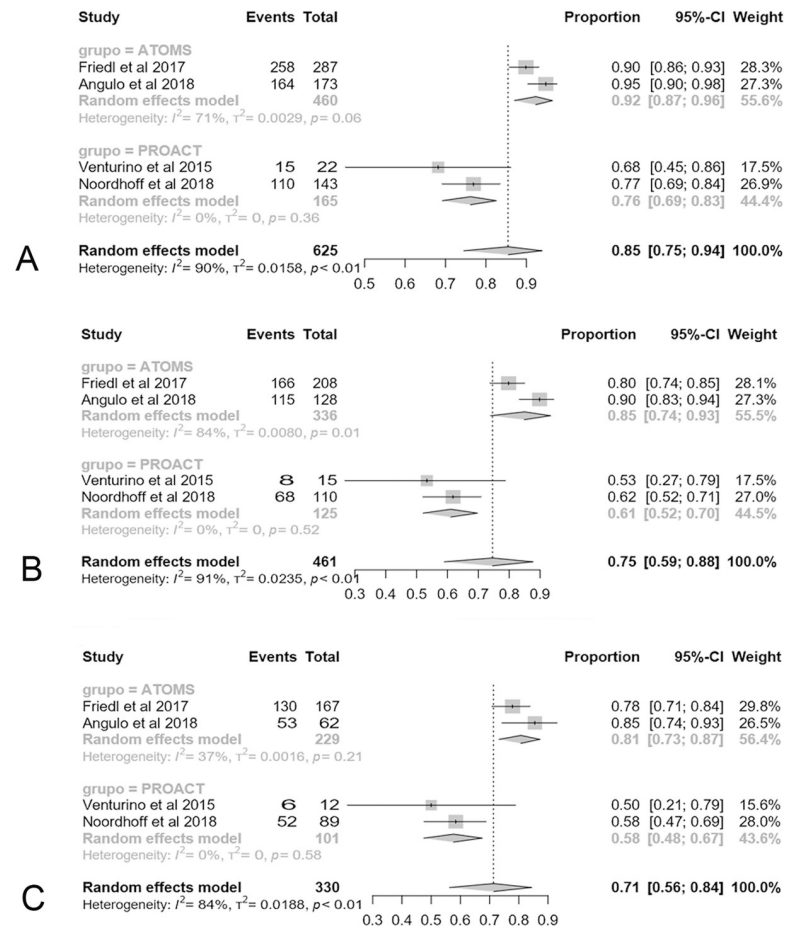 Study Events Total Proportion 95%-CI Weight
grupo = ATOMS
Friedl et al 2017 258 287 0.90 [0.86; 0.93] 28.3%
Angulo et al 2018 164 173 0.95 [0.90; 0.98] 27.3%
Random effects model 460 0.92 [0.87; 0.96] 55.6%
Heterogeneity: I²= 71%, τ²= 0.0029, p= 0.06
grupo = PROACT
Venturino et al 2015 15 22 0.68 [0.45; 0.86] 17.5%
Noordhoff et al 2018 110 143 0.77 [0.69; 0.84] 26.9%
Random effects model 165 0.76 [0.69; 0.83] 44.4%
Heterogeneity: I²= 0%, τ²= 0, p= 0.36
Random effects model 625 0.85 [0.75; 0.94] 100.0%
A Heterogeneity: I²= 90%, τ²= 0.0158, p< 0.01
0.5 0.6 0.7 0.8 0.9
Study Events Total Proportion 95%-CI Weight
grupo = ATOMS
Friedl et al 2017 166 208 0.80 [0.74; 0.85] 28.1%
Angulo et al 2018 115 128 0.90 [0.83; 0.94] 27.3%
Random effects model 336 0.85 [0.74; 0.93] 55.5%
Heterogeneity: I²= 84%, τ²= 0.0080, p= 0.01
grupo = PROACT
Venturino et al 2015 8 15 0.53 [0.27; 0.79] 17.5%
Noordhoff et al 2018 68 110 0.62 [0.52; 0.71] 27.0%
Random effects model 125 0.61 [0.52; 0.70] 44.5%
Heterogeneity: I²= 0%, τ²= 0, p= 0.52
Random effects model 461 0.75 [0.59; 0.88] 100.0%
B Heterogeneity: I²= 91%, τ²= 0.0235, p< 0.01
0.3 0.4 0.5 0.6 0.7 0.8 0.9
Study Events Total Proportion 95%-CI Weight
grupo = ATOMS
Friedl et al 2017 130 167 0.78 [0.71; 0.84] 29.8%
Angulo et al 2018 53 62 0.85 [0.74; 0.93] 26.5%
Random effects model 229 0.81 [0.73; 0.87] 56.4%
Heterogeneity: I²= 37%, τ²= 0.0016, p= 0.21
grupo = PROACT
Venturino et al 2015 6 12 0.50 [0.21; 0.79] 15.6%
Noordhoff et al 2018 52 89 0.58 [0.47; 0.69] 28.0%
Random effects model 101 0.58 [0.48; 0.67] 43.6%
Heterogeneity: I²= 0%, τ²= 0, p= 0.58
Random effects model 330 0.71 [0.56; 0.84] 100.0%
C Heterogeneity: I²= 84%, τ²= 0.0188, p< 0.01
0.3 0.4 0.5 0.6 0.7 0.8 0.9